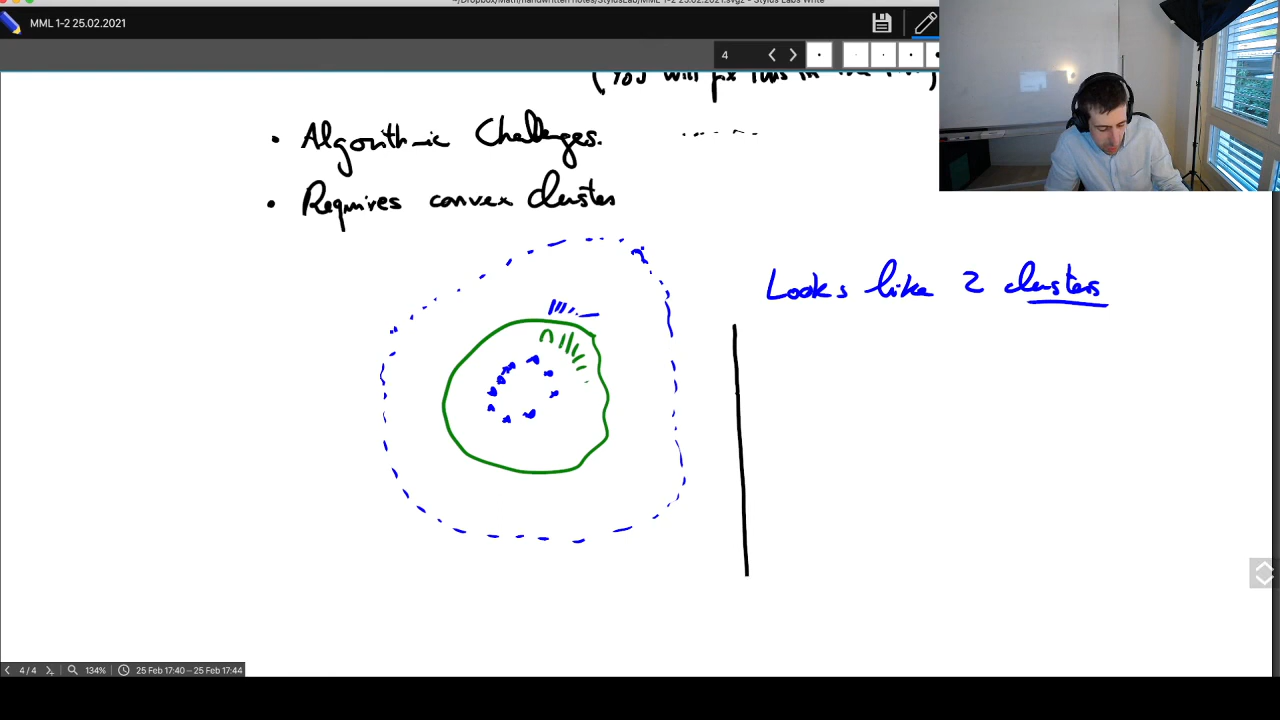 MML 1-2 25.02.2021
4
• Algorithmic Challenges.
• Requires convex clusters
Looks like 2 clusters
4/4 134% 25 Feb 17:40 – 25 Feb 17:44